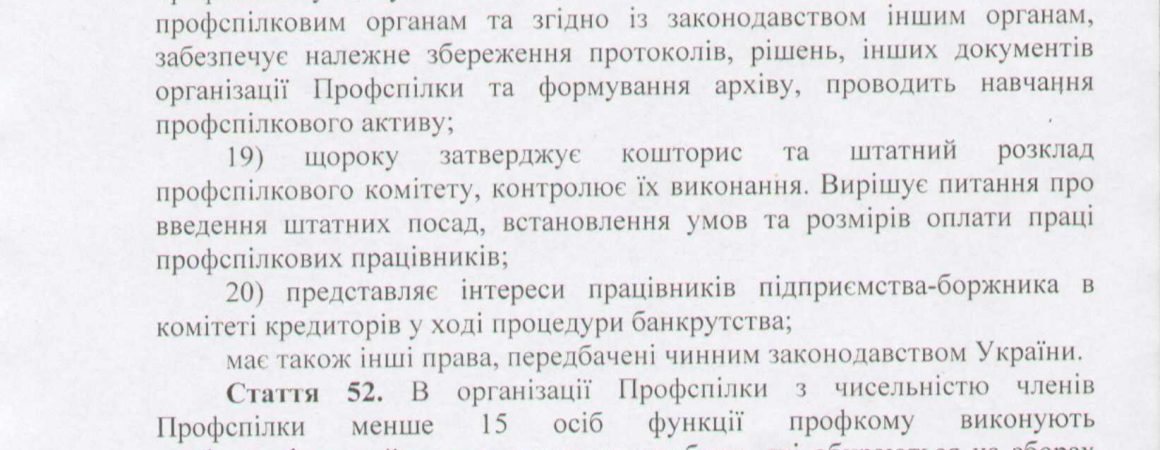 профспілковим органам та згідно із законодавством іншим органам,
забезпечує належне збереження протоколів, рішень, інших документів
організації Профспілки та формування архіву, проводить навчання
профспілкового активу;
19) щороку затверджує кошторис та штатний розклад
профспілкового комітету, контролює їх виконання. Вирішує питання про
введення штатних посад, встановлення умов та розмірів оплати праці
профспілкових працівників;
20) представляє інтереси працівників підприємства-боржника в
комітеті кредиторів у ході процедури банкрутства;
має також інші права, передбачені чинним законодавством України.
Стаття 52. В організації Профспілки з чисельністю членів
Профспілки менше 15 осіб функції профкому виконують